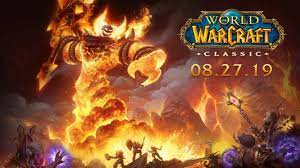 WORLD
OF
WARCRAFT
CLASSIC
08.27.19